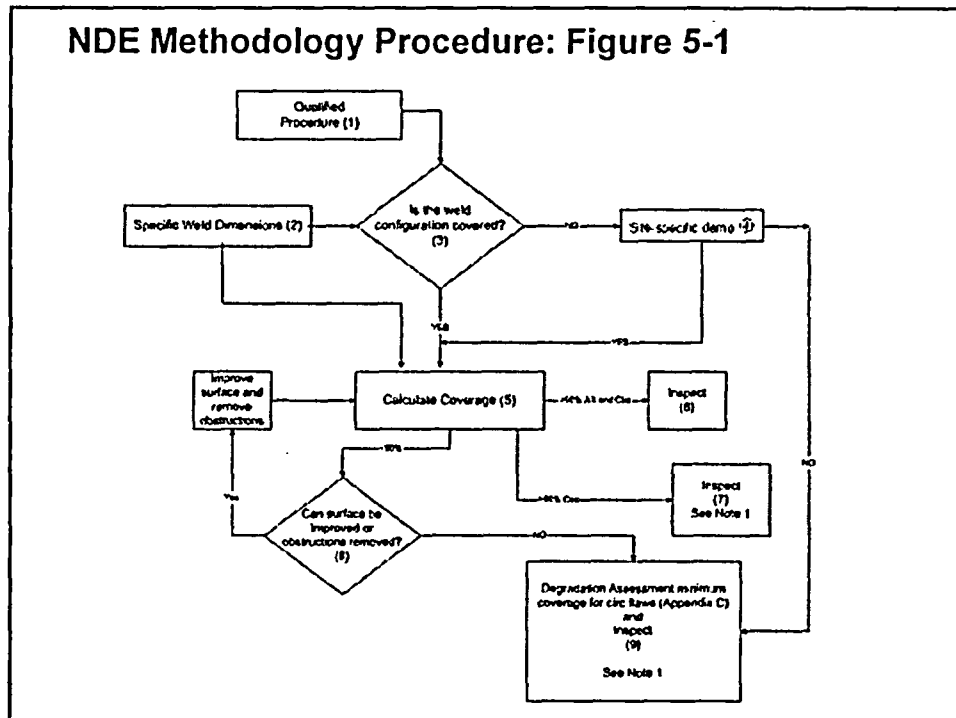 NDE Methodology Procedure: Figure 5-1
Qualified
Procedure (1)
Is the weld
configuration covered?
(3)
Specific Weld Dimensions (2)
NO
Site-specific demo (4)
YES
YES
Improve
surface and
remove
obstructions
Calculate Coverage (5)
Inspect
(6)
NO
Yes
Can surface be
improved or
obstructions removed?
(8)
Inspect
(7)
See Note 1
NO
Degradation Assessment minimum
coverage for circ flaws (Appendix C)
and
Inspect
(9)
See Note 1